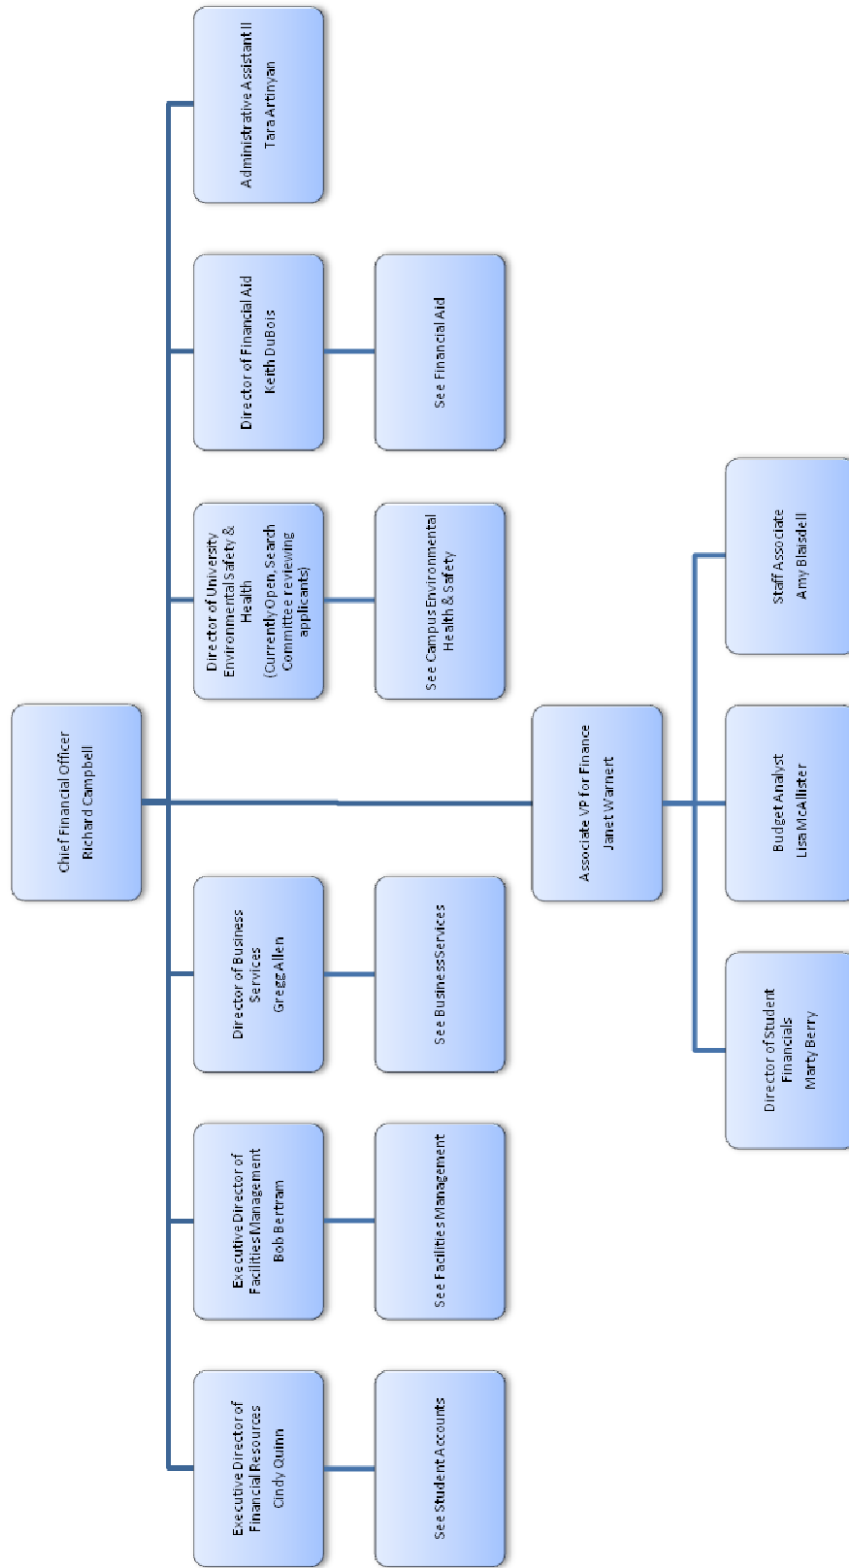 Chief Financial Officer
Richard Campbell
Executive Director of
Financial Resources
Cindy Quinn
Executive Director of
Facilities Management
Bob Bertram
Director of Business
Services
Gregg Allen
Director of University
Environmental Safety &
Health
(Currently Open, Search
Committee reviewing
applicants)
Director of Financial Aid
Keith DuBois
Administrative Assistant II
Tara Artinyan
See Student Accounts
See Facilities Management
See Business Services
See Campus Environmental
Health & Safety
See Financial Aid
Associate VP for Finance
Janet Warnert
Director of Student
Financials
Marty Berry
Budget Analyst
Lisa McAllister
Staff Associate
Amy Blaisdell